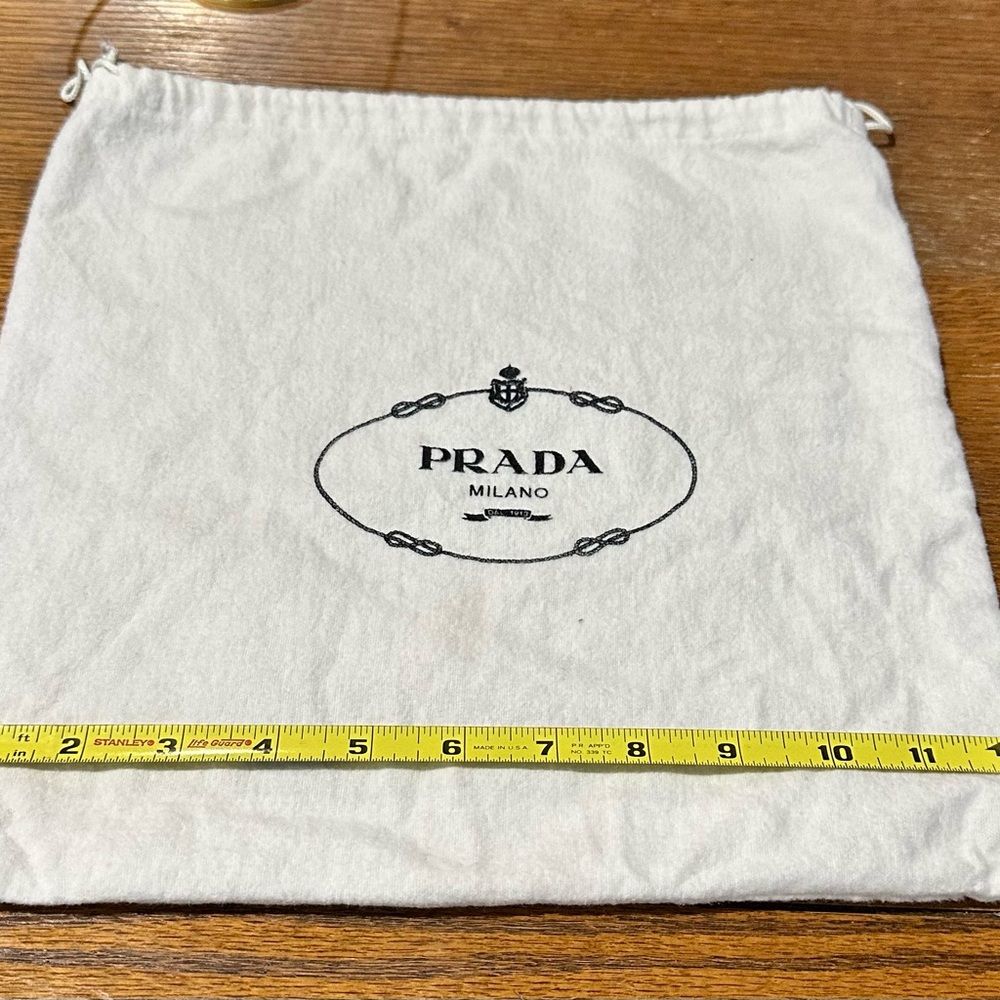 PRADA
MILANO
DAL 1913
ft
in 2 STANLEY® 3 Life Guard® 4 5 6 MADE IN U.S.A. 7 P.R. APP'D 8 9 10 11
NO. 339 TC